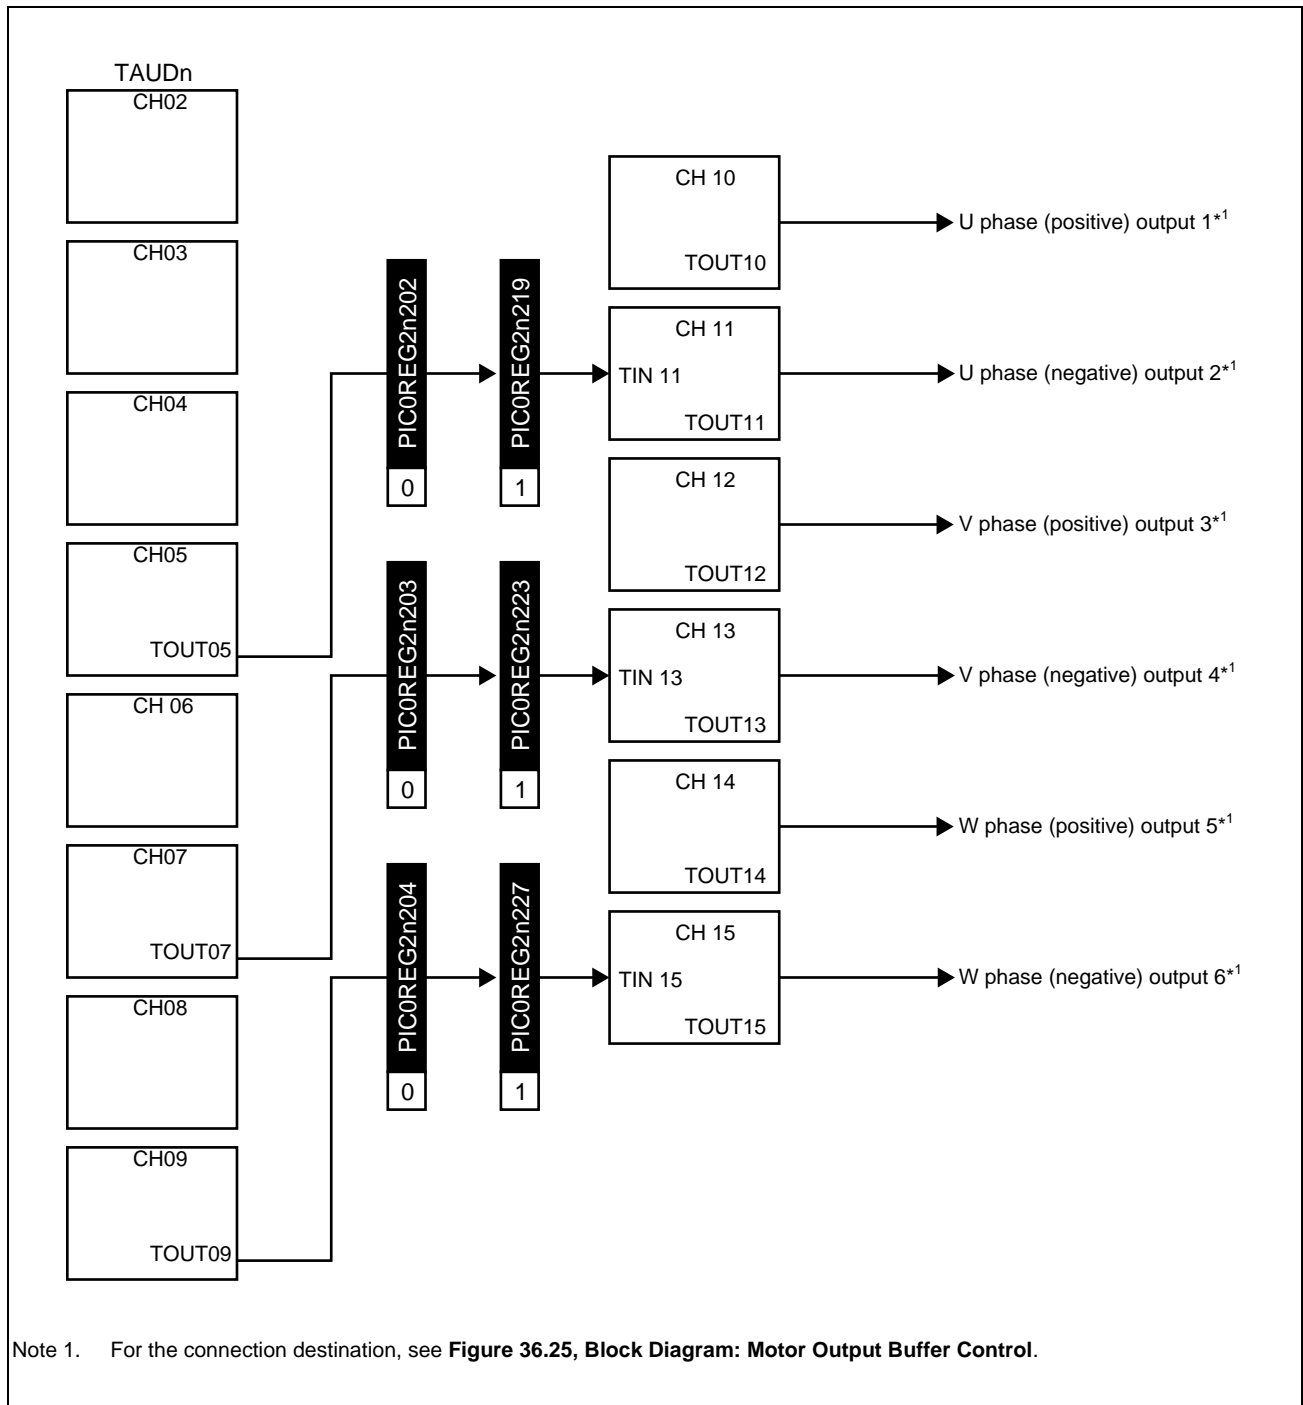 TAUDn
CH02
CH03
CH04
CH05
TOUT05
CH 06
CH07
TOUT07
CH08
CH09
TOUT09
PIC0REG2n202
0
PIC0REG2n219
1
PIC0REG2n203
0
PIC0REG2n223
1
PIC0REG2n204
0
PIC0REG2n227
1
CH 10
TOUT10
U phase (positive) output 1*1
CH 11
TIN 11
TOUT11
U phase (negative) output 2*1
CH 12
TOUT12
V phase (positive) output 3*1
CH 13
TIN 13
TOUT13
V phase (negative) output 4*1
CH 14
TOUT14
W phase (positive) output 5*1
CH 15
TIN 15
TOUT15
W phase (negative) output 6*1
Note 1. For the connection destination, see Figure 36.25, Block Diagram: Motor Output Buffer Control.